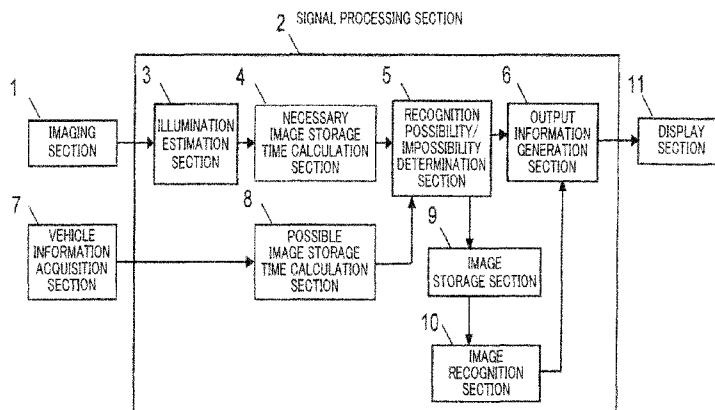 2 SIGNAL PROCESSING SECTION
1
IMAGING
SECTION
3
ILLUMINATION
ESTIMATION
SECTION
4
NECESSARY
IMAGE STORAGE
TIME CALCULATION
SECTION
5
RECOGNITION
POSSIBILITY/
IMPOSSIBILITY
DETERMINATION
SECTION
6
OUTPUT
INFORMATION
GENERATION
SECTION
11
DISPLAY
SECTION
7
VEHICLE
INFORMATION
ACQUISITION
SECTION
8
POSSIBLE
IMAGE STORAGE
TIME CALCULATION
SECTION
9
IMAGE
STORAGE SECTION
10
IMAGE
RECOGNITION
SECTION